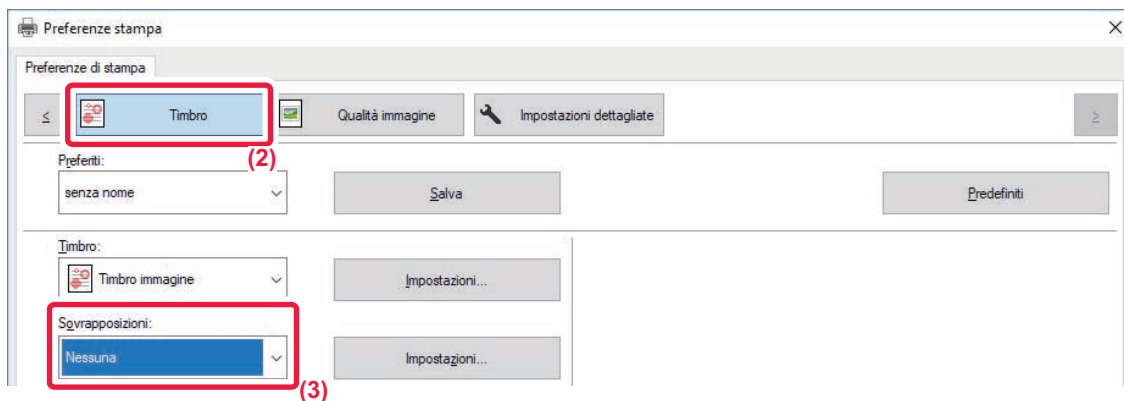 Preferenze stampa
Preferenze di stampa
≤ Timbro Qualità immagine Impostazioni dettagliate ≥
(2)
Preferiti:
senza nome Salva Predefiniti
Timbro:
Timbro immagine Impostazioni...
Sovrapposizioni:
Nessuna Impostazioni...
(3)